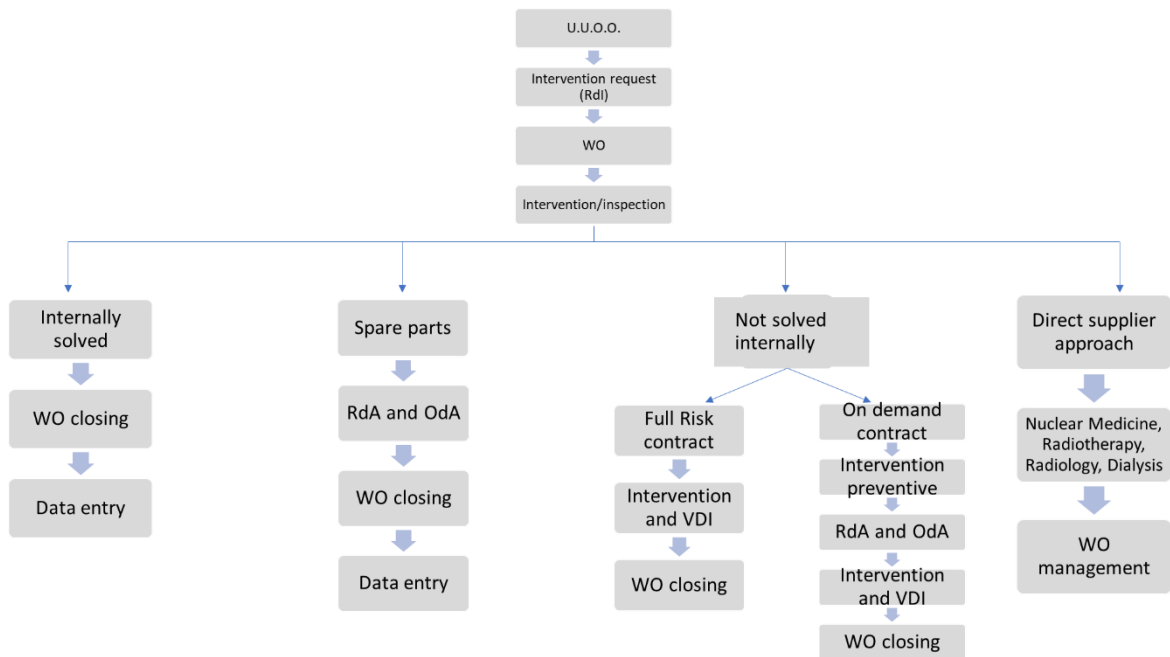 U.U.O.O.
Intervention request
(RdI)
WO
Intervention/inspection
Internally
solved
WO closing
Data entry
Spare parts
RdA and OdA
WO closing
Data entry
Not solved
internally
Full Risk
contract
Intervention
and VDI
WO closing
On demand
contract
Intervention
preventive
RdA and OdA
Intervention
and VDI
WO closing
Direct supplier
approach
Nuclear Medicine,
Radiotherapy,
Radiology, Dialysis
WO
management